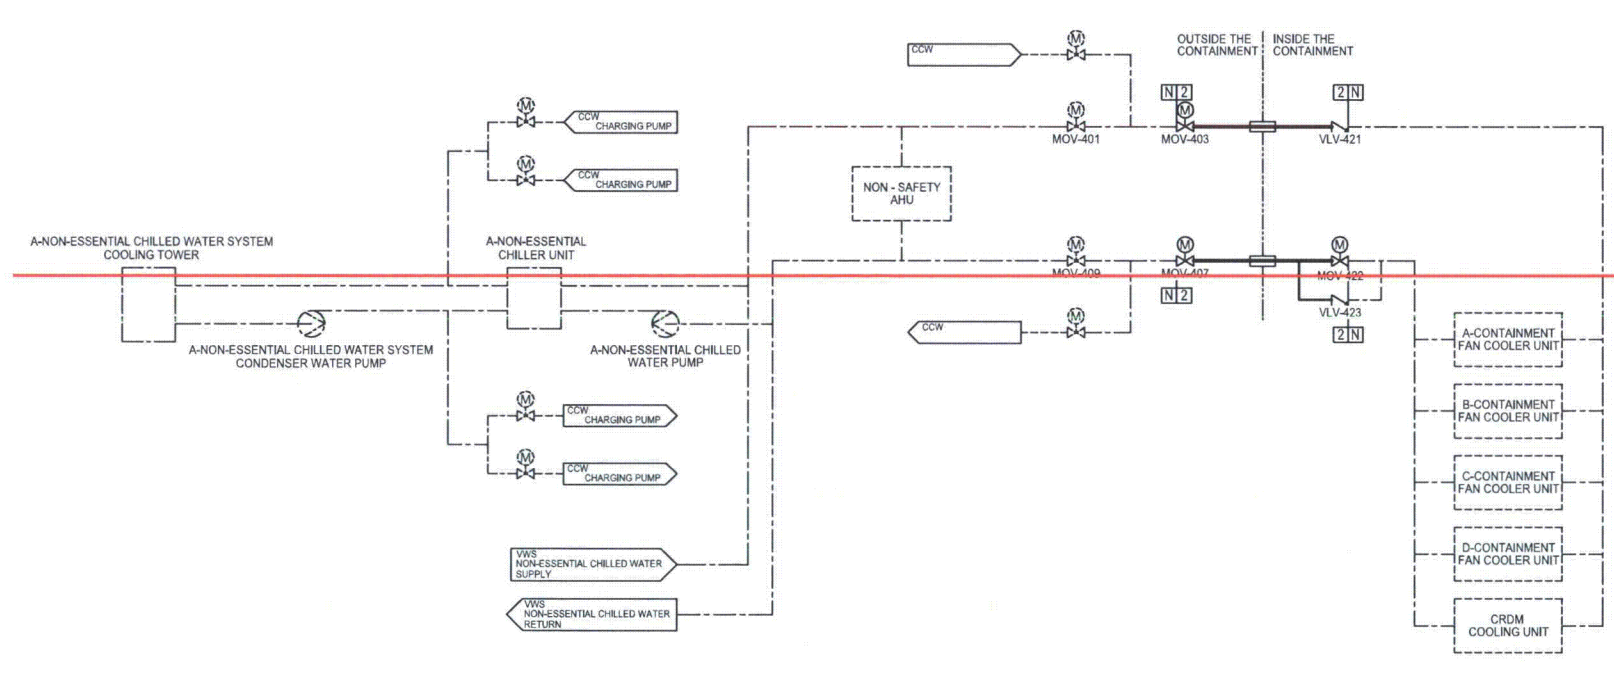 CCW
OUTSIDE THE
CONTAINMENT
INSIDE THE
CONTAINMENT
M
N 2
2 N
M
M
M
CCW
CHARGING PUMP
MOV-401
MOV-403
VLV-421
M
CCW
CHARGING PUMP
NON - SAFETY
AHU
A-NON-ESSENTIAL CHILLED WATER SYSTEM
COOLING TOWER
A-NON-ESSENTIAL
CHILLER UNIT
M
M
M
MOV-409
MOV-407
MOV-422
N 2
VLV-423
2 N
CCW
M
A-NON-ESSENTIAL CHILLED WATER SYSTEM
CONDENSER WATER PUMP
A-NON-ESSENTIAL CHILLED
WATER PUMP
A-CONTAINMENT
FAN COOLER UNIT
M
CCW
CHARGING PUMP
B-CONTAINMENT
FAN COOLER UNIT
M
CCW
CHARGING PUMP
C-CONTAINMENT
FAN COOLER UNIT
VWS
NON-ESSENTIAL CHILLED WATER
SUPPLY
D-CONTAINMENT
FAN COOLER UNIT
VWS
NON-ESSENTIAL CHILLED WATER
RETURN
CRDM
COOLING UNIT